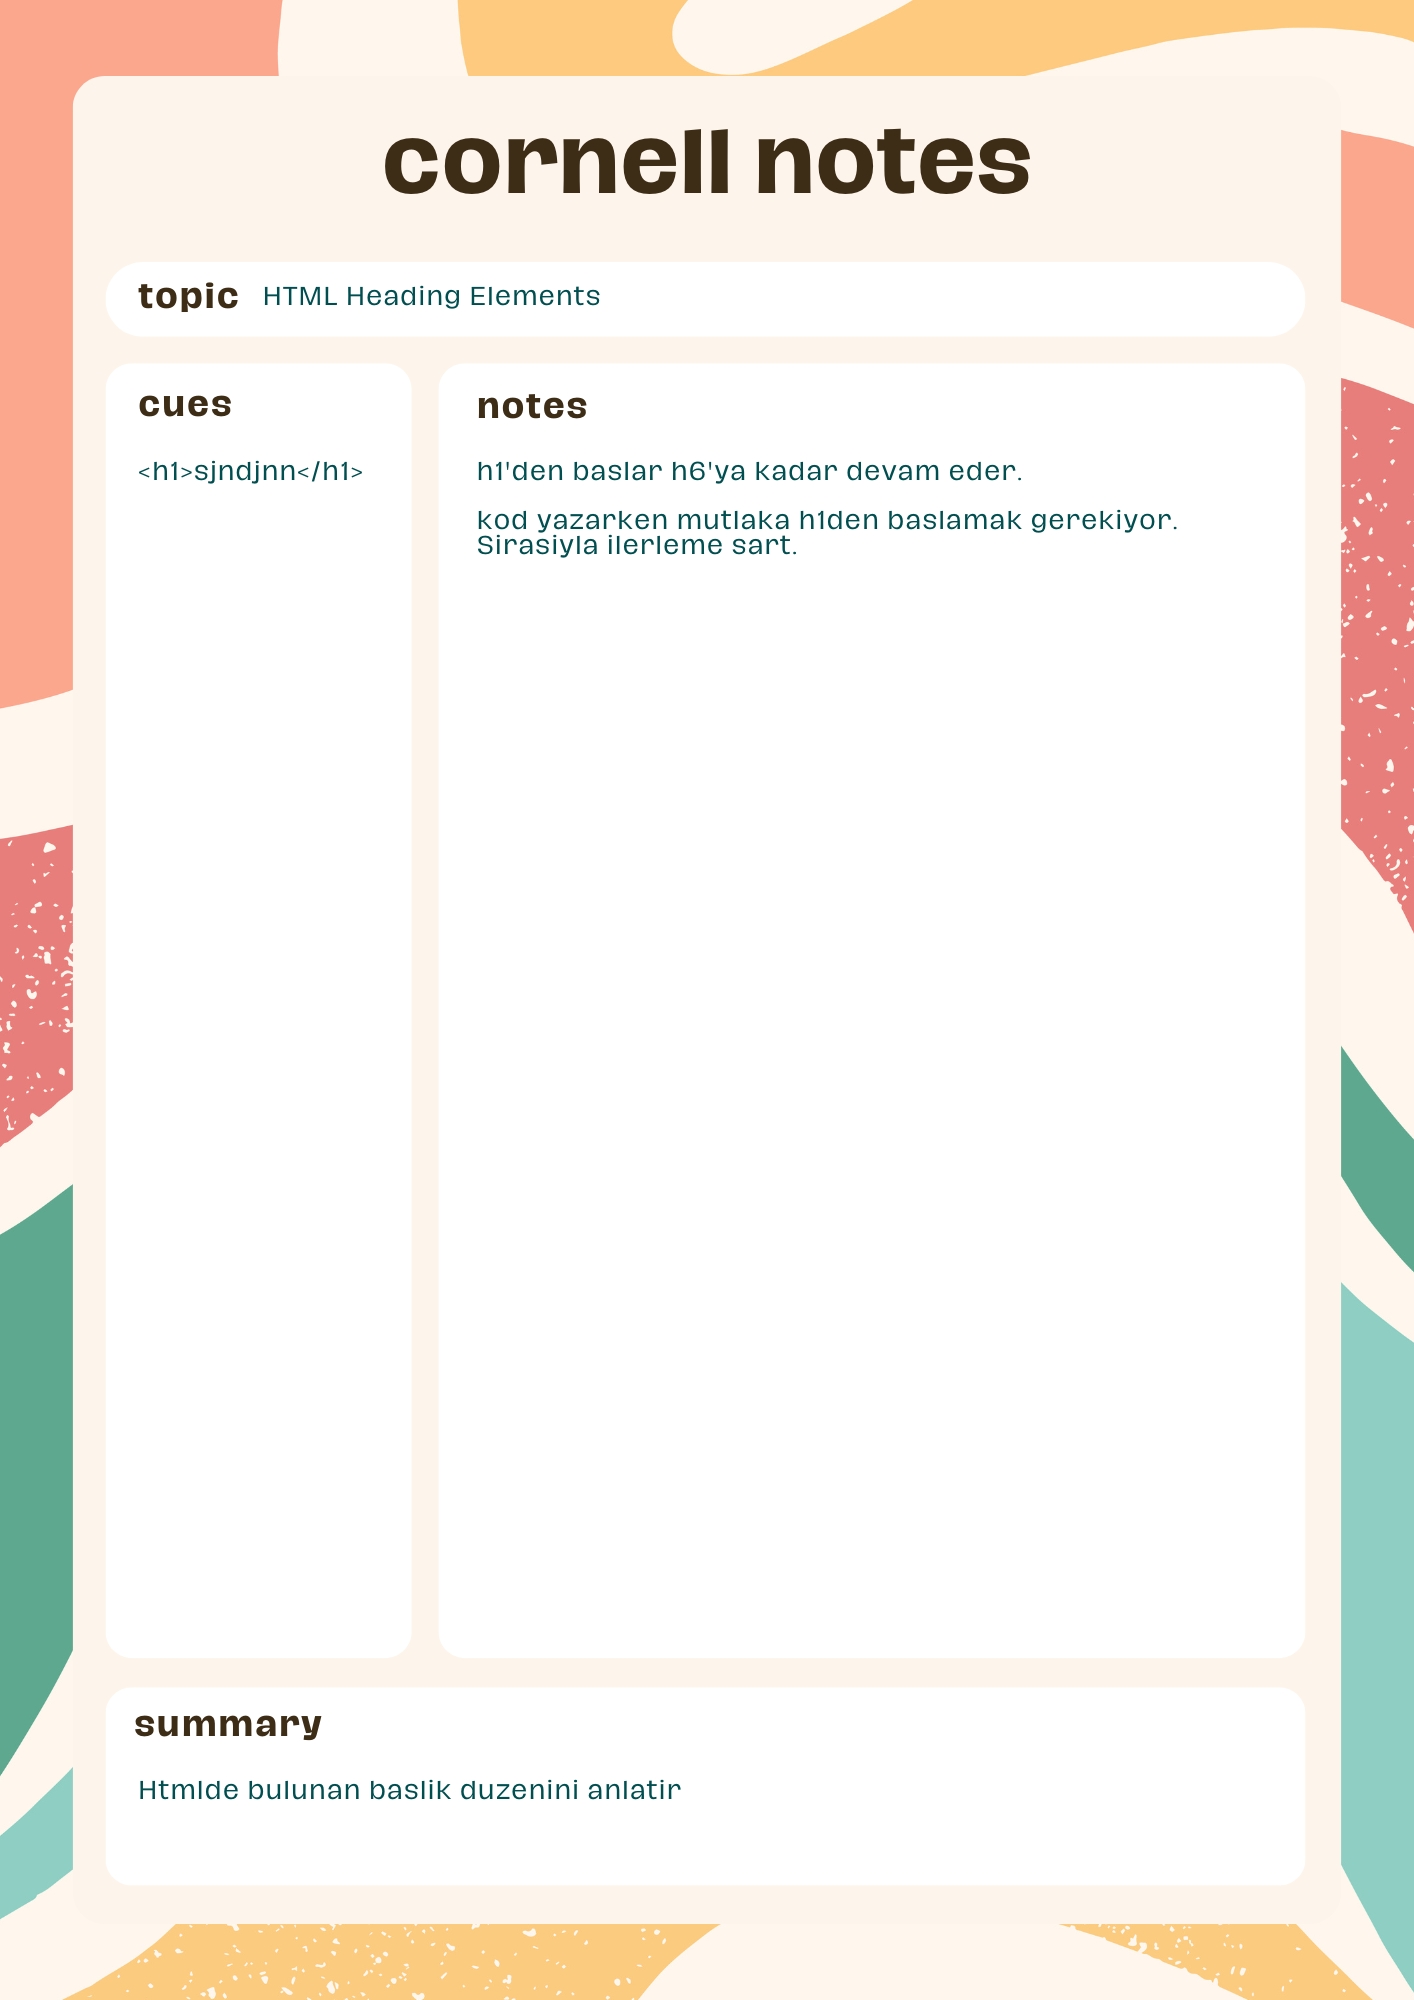 cornell notes
topic HTML Heading Elements
cues
<h1>sjndjnn</h1>
notes
h1'den baslar h6'ya kadar devam eder.
kod yazarken mutlaka h1den baslamak gerekiyor.
Sirasiyla ilerleme sart.
summary
Htmlde bulunan baslik duzenini anlatir